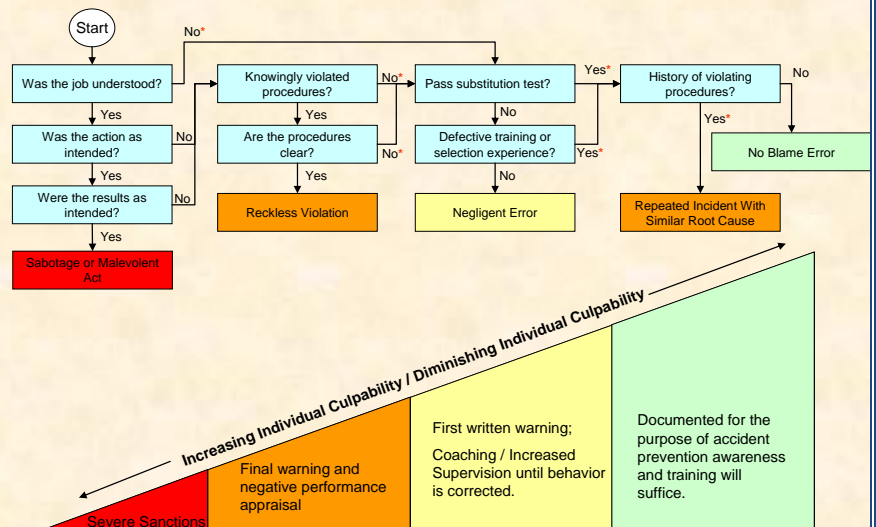 Start
No*
Was the job understood?
Yes
Was the action as
intended?
No
Yes
Were the results as
intended?
No
Yes
Sabotage or Malevolent
Act
Knowingly violated
procedures?
No*
Yes
Are the procedures
clear?
No*
Yes
Reckless Violation
Pass substitution test?
Yes*
No
Defective training or
selection experience?
Yes*
No
Negligent Error
History of violating
procedures?
No
Yes*
No Blame Error
Repeated Incident With
Similar Root Cause
Increasing Individual Culpability / Diminishing Individual Culpability
Severe Sanctions
Final warning and
negative performance
appraisal
First written warning;
Coaching / Increased
Supervision until behavior
is corrected.
Documented for the
purpose of accident
prevention awareness
and training will
suffice.